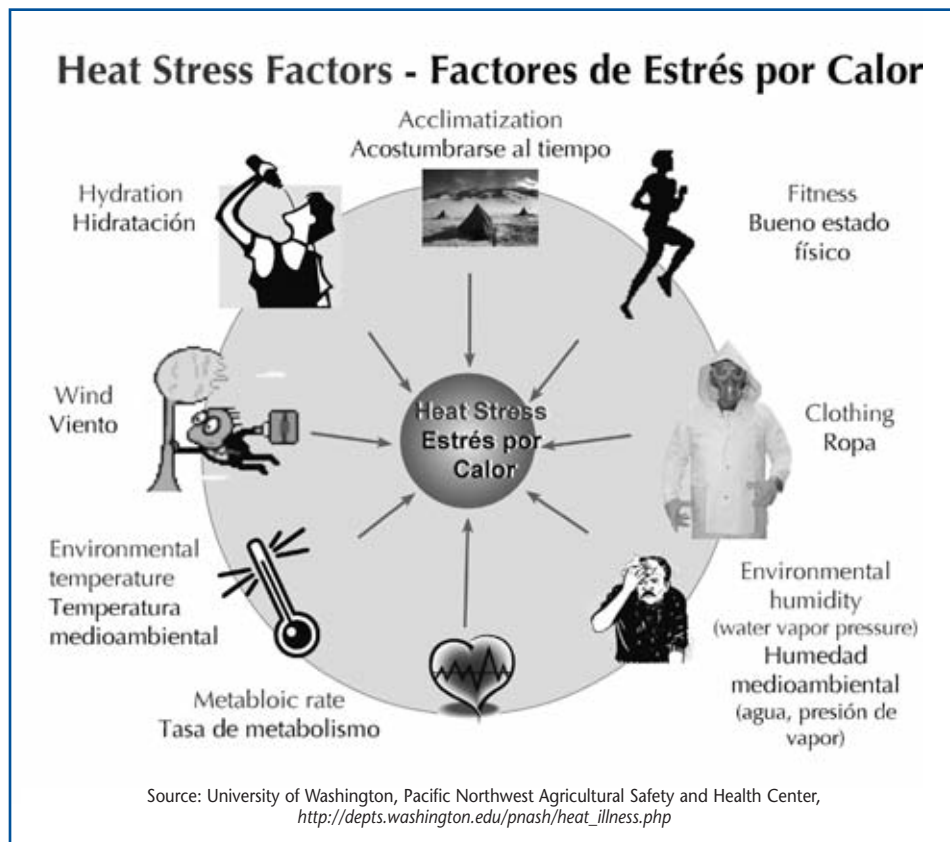 Heat Stress Factors - Factores de Estrés por Calor
Acclimatization
Acostumbrarse al tiempo
Hydration
Hidratación
Fitness
Bueno estado
físico
Wind
Viento
Heat Stress
Estrés por
Calor
Clothing
Ropa
Environmental
temperature
Temperatura
medioambiental
Environmental
humidity
(water vapor pressure)
Humedad
medioambiental
(agua, presión de
vapor)
Metabloic rate
Tasa de metabolismo
Source: University of Washington, Pacific Northwest Agricultural Safety and Health Center,
http://depts.washington.edu/pnash/heat_illness.php